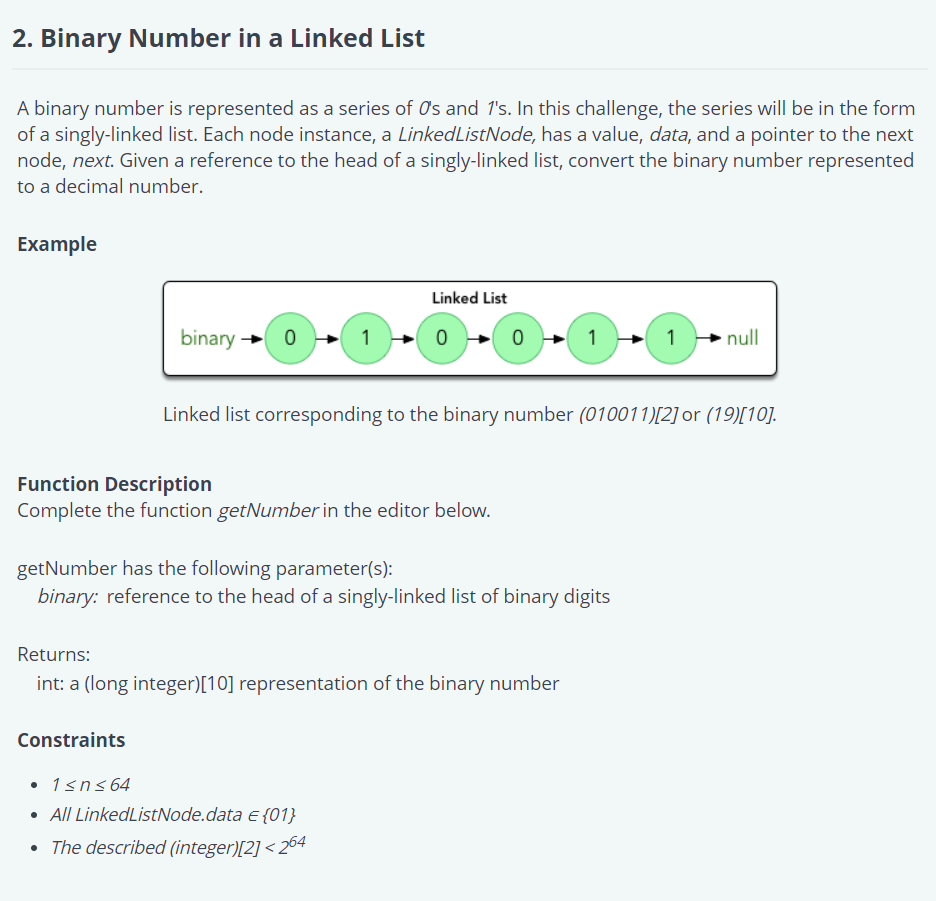 2. Binary Number in a Linked List
A binary number is represented as a series of 0's and 1's. In this challenge, the series will be in the form
of a singly-linked list. Each node instance, a LinkedListNode, has a value, data, and a pointer to the next
node, next. Given a reference to the head of a singly-linked list, convert the binary number represented
to a decimal number.
Example
Linked List
binary 0 1 0 0 1 1 null
Linked list corresponding to the binary number (010011)[2] or (19)[10].
Function Description
Complete the function getNumber in the editor below.
getNumber has the following parameter(s):
binary: reference to the head of a singly-linked list of binary digits
Returns:
int: a (long integer)[10] representation of the binary number
Constraints
• 1 ≤ n ≤ 64
• All LinkedListNode.data ∈ {01}
• The described (integer)[2] < 2^64